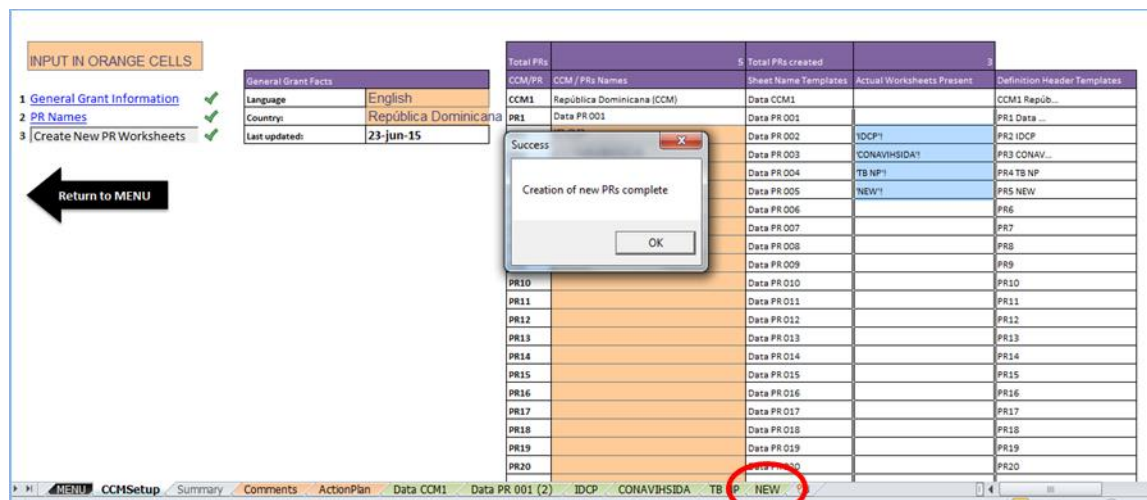 INPUT IN ORANGE CELLS
1 General Grant Information
2 PR Names
3 Create New PR Worksheets
Return to MENU
General Grant Facts
Language English
Country: República Dominicana
Last updated: 23-jun-15
Total PRs 5 Total PRs created 3
CCM/PR CCM / PRs Names Sheet Name Templates Actual Worksheets Present Definition Header Templates
CCM1 República Dominicana (CCM) Data CCM1 CCM1 Repúb...
PR1 Data PR 001 Data PR 001 PR1 Data ...
Data PR 002 'IDCP'! PR2 IDCP
Data PR 003 'CONAVIHSIDA'! PR3 CONAV...
Data PR 004 'TB NP'! PR4 TB NP
Data PR 005 'NEW'! PR5 NEW
Data PR 006 PR6
Data PR 007 PR7
Data PR 008 PR8
Data PR 009 PR9
PR10 Data PR 010 PR10
PR11 Data PR 011 PR11
PR12 Data PR 012 PR12
PR13 Data PR 013 PR13
PR14 Data PR 014 PR14
PR15 Data PR 015 PR15
PR16 Data PR 016 PR16
PR17 Data PR 017 PR17
PR18 Data PR 018 PR18
PR19 Data PR 019 PR19
PR20 Data PR 020 PR20
Success
Creation of new PRs complete
OK
MENU CCMSetup Summary Comments ActionPlan Data CCM1 Data PR 001 (2) IDCP CONAVIHSIDA TB NP NEW